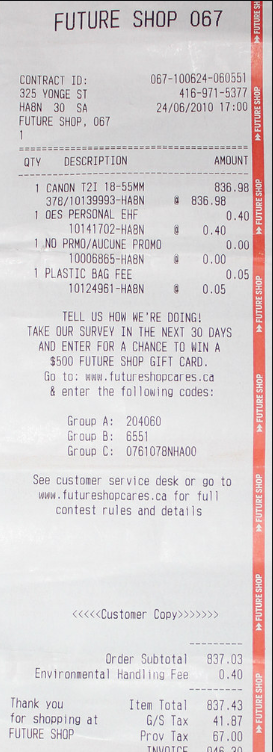 FUTURE SHOP 067
CONTRACT ID: 067-100624-060551
325 YONGE ST 416-971-5377
HA8N 30 SA 24/06/2010 17:00
FUTURE SHOP, 067
1
QTY DESCRIPTION AMOUNT
1 CANON T2I 18-55MM 836.98
378/10139993-HA8N @ 836.98
1 OES PERSONAL EHF 0.40
10141702-HA8N @ 0.40
1 NO PRMO/AUCUNE PROMO 0.00
10006865-HA8N @ 0.00
1 PLASTIC BAG FEE 0.05
10124961-HA8N @ 0.05
TELL US HOW WE'RE DOING!
TAKE OUR SURVEY IN THE NEXT 30 DAYS
AND ENTER FOR A CHANCE TO WIN A
$500 FUTURE SHOP GIFT CARD.
Go to: www.futureshopcares.ca
& enter the following codes:
Group A: 204060
Group B: 6551
Group C: 0761078NHA00
See customer service desk or go to
www.futureshopcares.ca for full
contest rules and details
<<<<<Customer Copy>>>>>>>
Order Subtotal 837.03
Environmental Handling Fee 0.40
Thank you Item Total 837.43
for shopping at G/S Tax 41.87
FUTURE SHOP Prov Tax 67.00
INVOICE 946.30
FUTURE SHOP
FUTURE SHOP
FUTURE SHOP
FUTURE SHOP
FUTURE SHOP
FUTURE SHOP
FUTURE SHOP
FUTURE SHOP